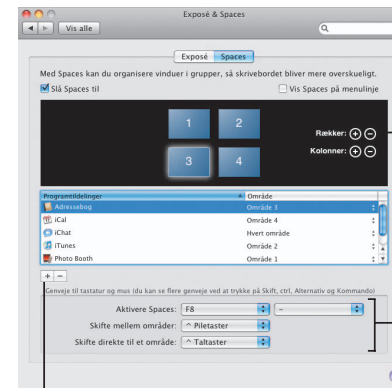 Exposé & Spaces
Vis alle
Exposé Spaces
Med Spaces kan du organisere vinduer i grupper, så skrivebordet bliver mere overskueligt.
Slå Spaces til
Vis Spaces på menulinje
1 2
Rækker:
Kolonner:
3 4
Programtildelinger Område
Adressebog Område 3
iCal Område 4
iChat Hvert område
iTunes Område 2
Photo Booth Område 1
+ −
Genveje til tastatur og mus (du kan se flere genveje ved at trykke på Skift, ctrl, Alternativ og Kommando)
Aktivere Spaces: F8 –
Skifte mellem områder: ^ Piletaster
Skifte direkte til et område: ^ Taltaster